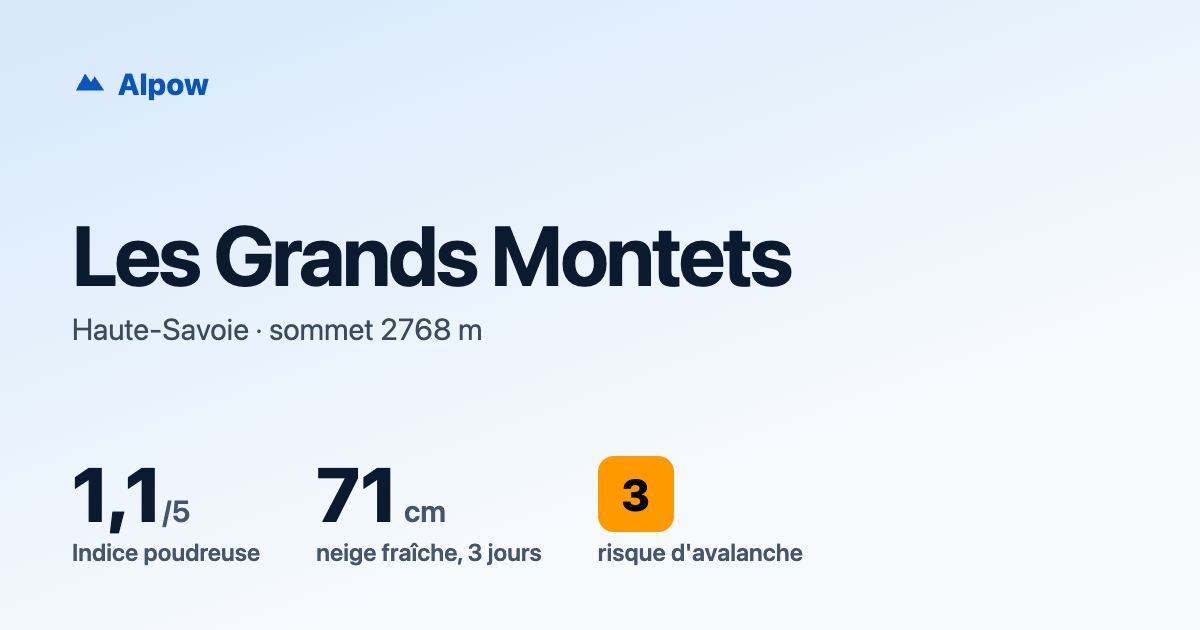 Alpow
Les Grands Montets
Haute-Savoie · sommet 2768 m
1,1/5
Indice poudreuse
71 cm
neige fraîche, 3 jours
3
risque d'avalanche